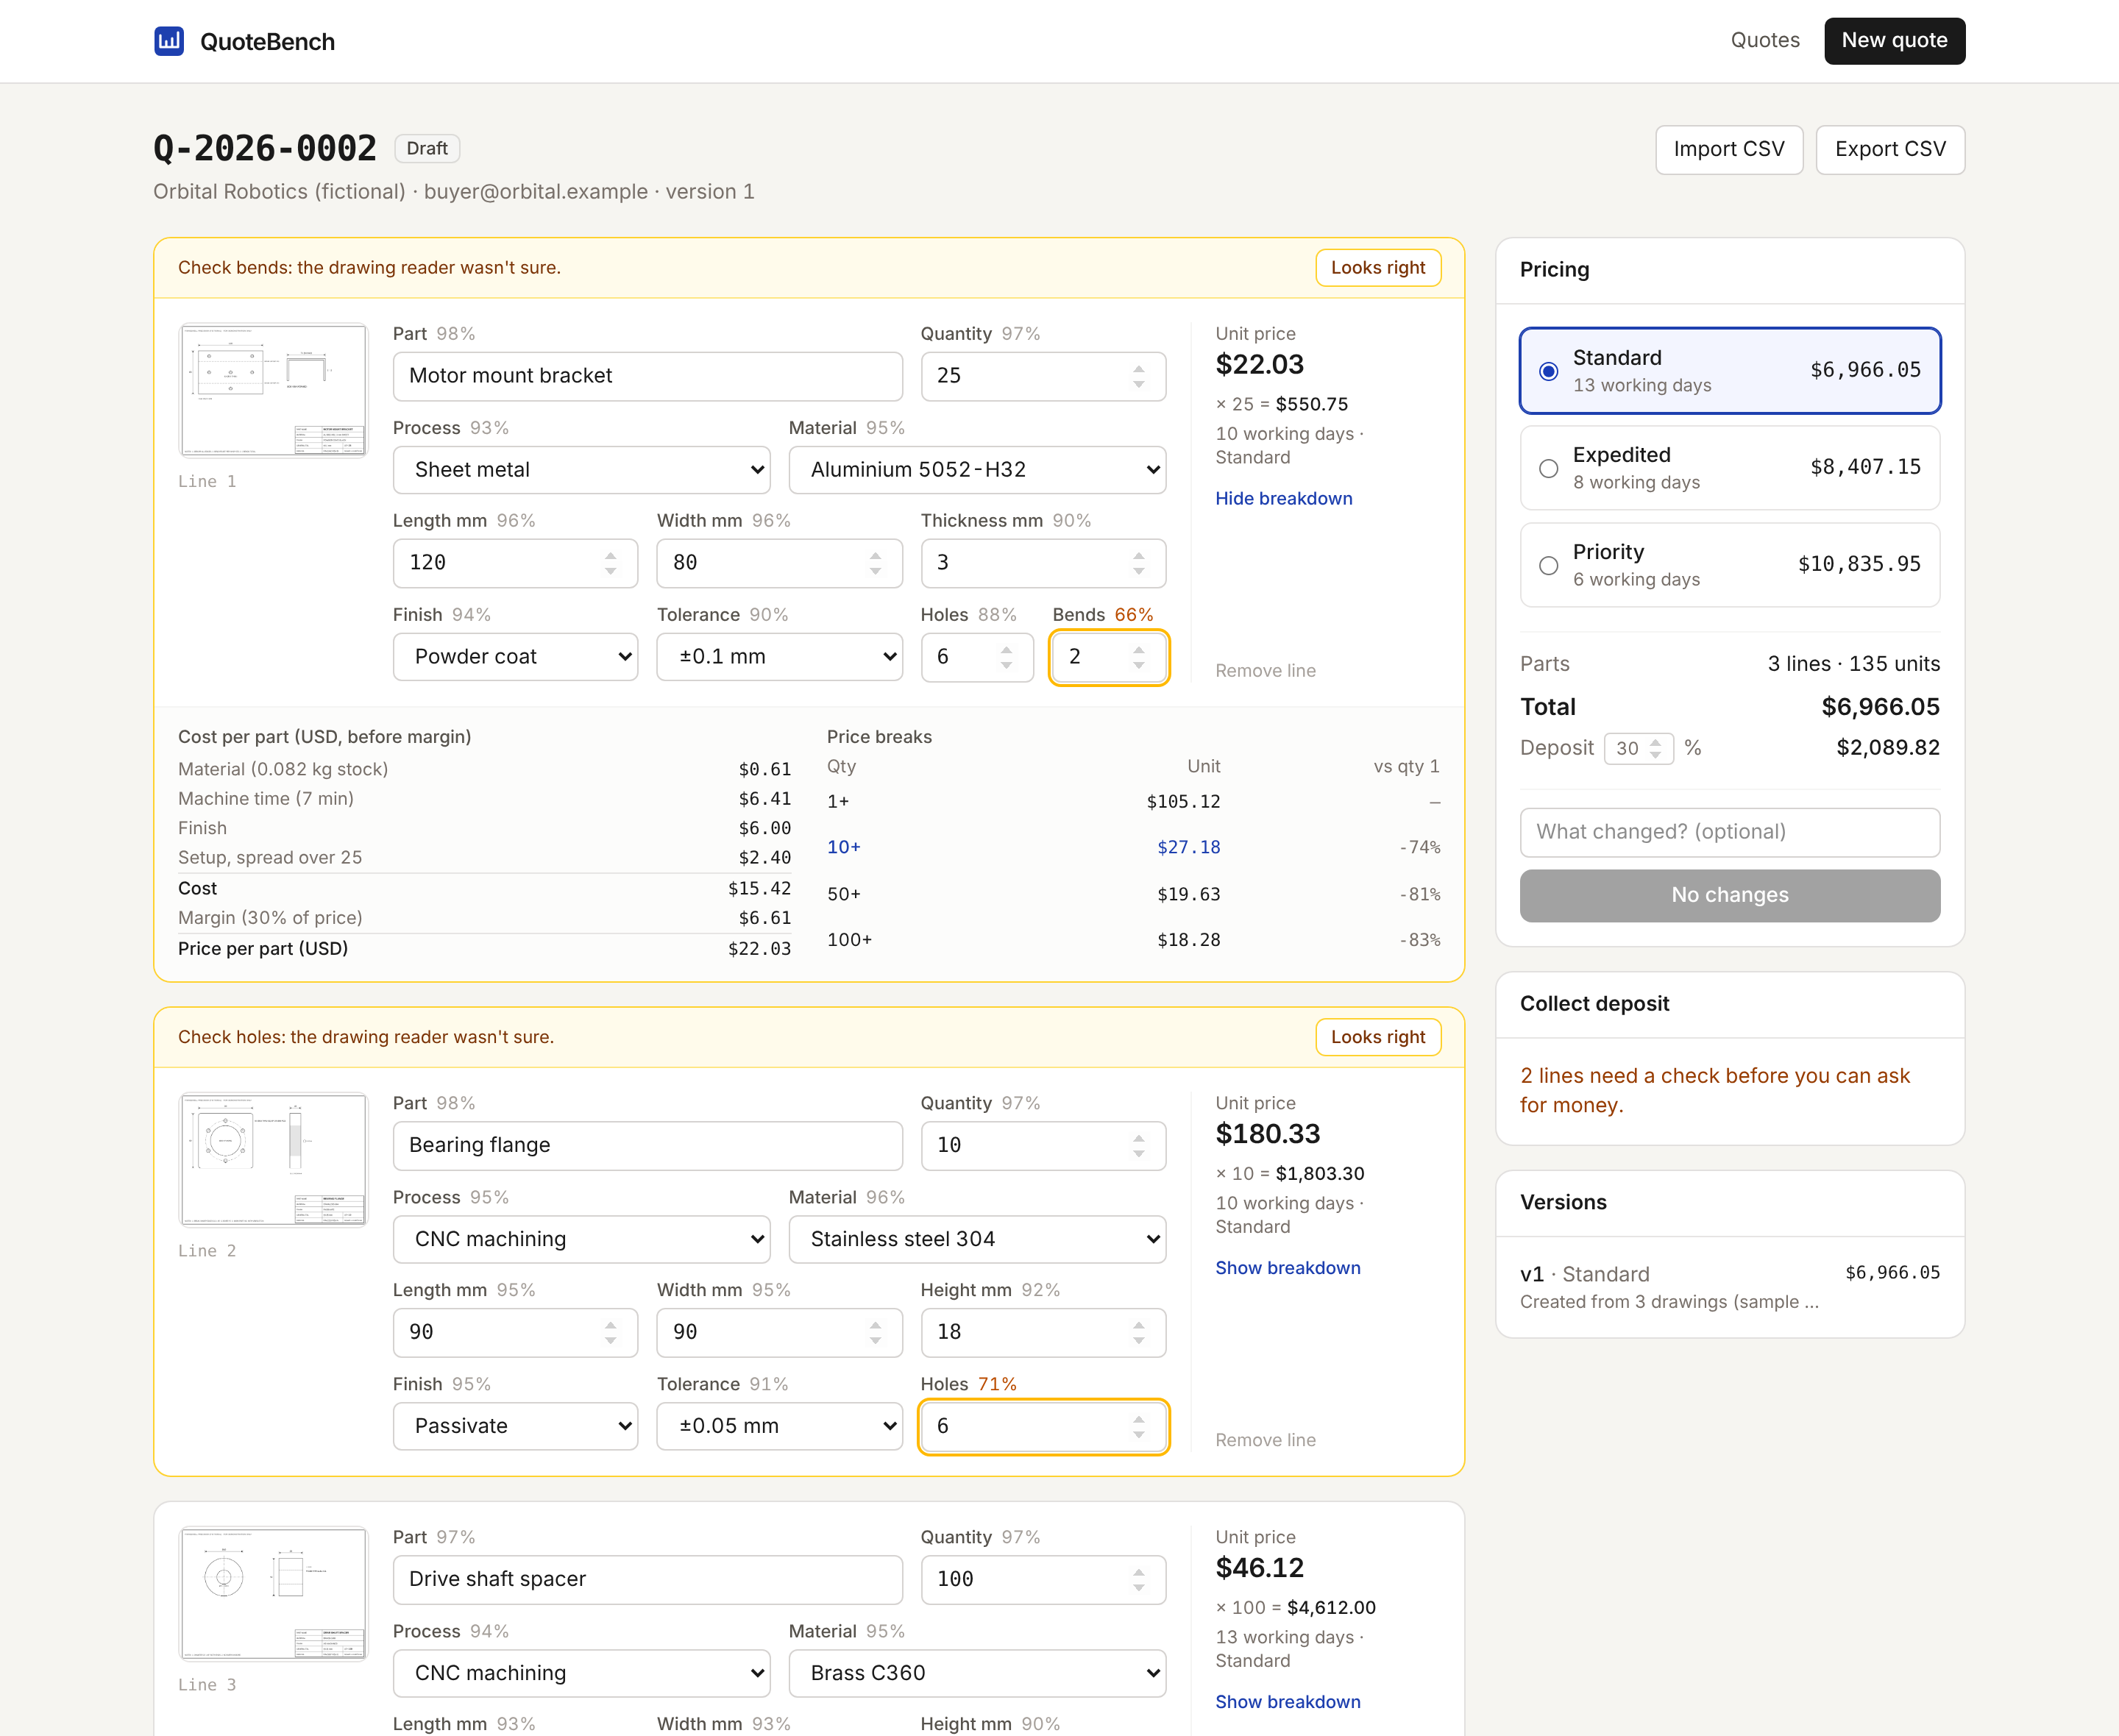 QuoteBench
Quotes
New quote
Q-2026-0002 Draft
Orbital Robotics (fictional) · buyer@orbital.example · version 1
Import CSV
Export CSV
Check bends: the drawing reader wasn't sure.
Looks right
Line 1
Part 98%
Motor mount bracket
Quantity 97%
25
Process 93%
Sheet metal
Material 95%
Aluminium 5052-H32
Length mm 96%
120
Width mm 96%
80
Thickness mm 90%
3
Finish 94%
Powder coat
Tolerance 90%
±0.1 mm
Holes 88%
6
Bends 66%
2
Unit price
$22.03
× 25 = $550.75
10 working days ·
Standard
Hide breakdown
Remove line
Cost per part (USD, before margin)
Material (0.082 kg stock) $0.61
Machine time (7 min) $6.41
Finish $6.00
Setup, spread over 25 $2.40
Cost $15.42
Margin (30% of price) $6.61
Price per part (USD) $22.03
Price breaks
Qty Unit vs qty 1
1+ $105.12 —
10+ $27.18 -74%
50+ $19.63 -81%
100+ $18.28 -83%
Check holes: the drawing reader wasn't sure.
Looks right
Line 2
Part 98%
Bearing flange
Quantity 97%
10
Process 95%
CNC machining
Material 96%
Stainless steel 304
Length mm 95%
90
Width mm 95%
90
Height mm 92%
18
Finish 95%
Passivate
Tolerance 91%
±0.05 mm
Holes 71%
6
Unit price
$180.33
× 10 = $1,803.30
10 working days ·
Standard
Show breakdown
Remove line
Line 3
Part 97%
Drive shaft spacer
Quantity 97%
100
Process 94%
CNC machining
Material 95%
Brass C360
Length mm 93%
Width mm 93%
Height mm 90%
Unit price
$46.12
× 100 = $4,612.00
13 working days ·
Standard
Show breakdown
Pricing
Standard
13 working days
$6,966.05
Expedited
8 working days
$8,407.15
Priority
6 working days
$10,835.95
Parts 3 lines · 135 units
Total $6,966.05
Deposit 30 % $2,089.82
What changed? (optional)
No changes
Collect deposit
2 lines need a check before you can ask
for money.
Versions
v1 · Standard $6,966.05
Created from 3 drawings (sample ...